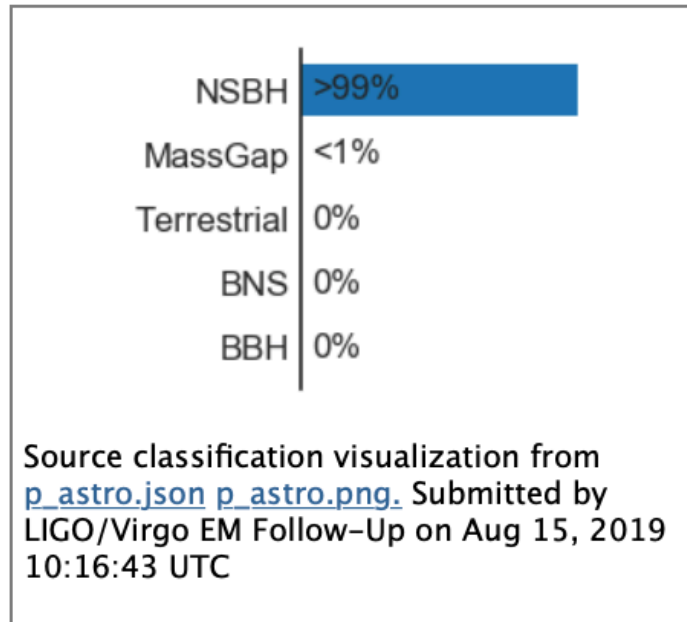 NSBH >99%
MassGap <1%
Terrestrial 0%
BNS 0%
BBH 0%
Source classification visualization from
p_astro.json p_astro.png. Submitted by
LIGO/Virgo EM Follow-Up on Aug 15, 2019
10:16:43 UTC